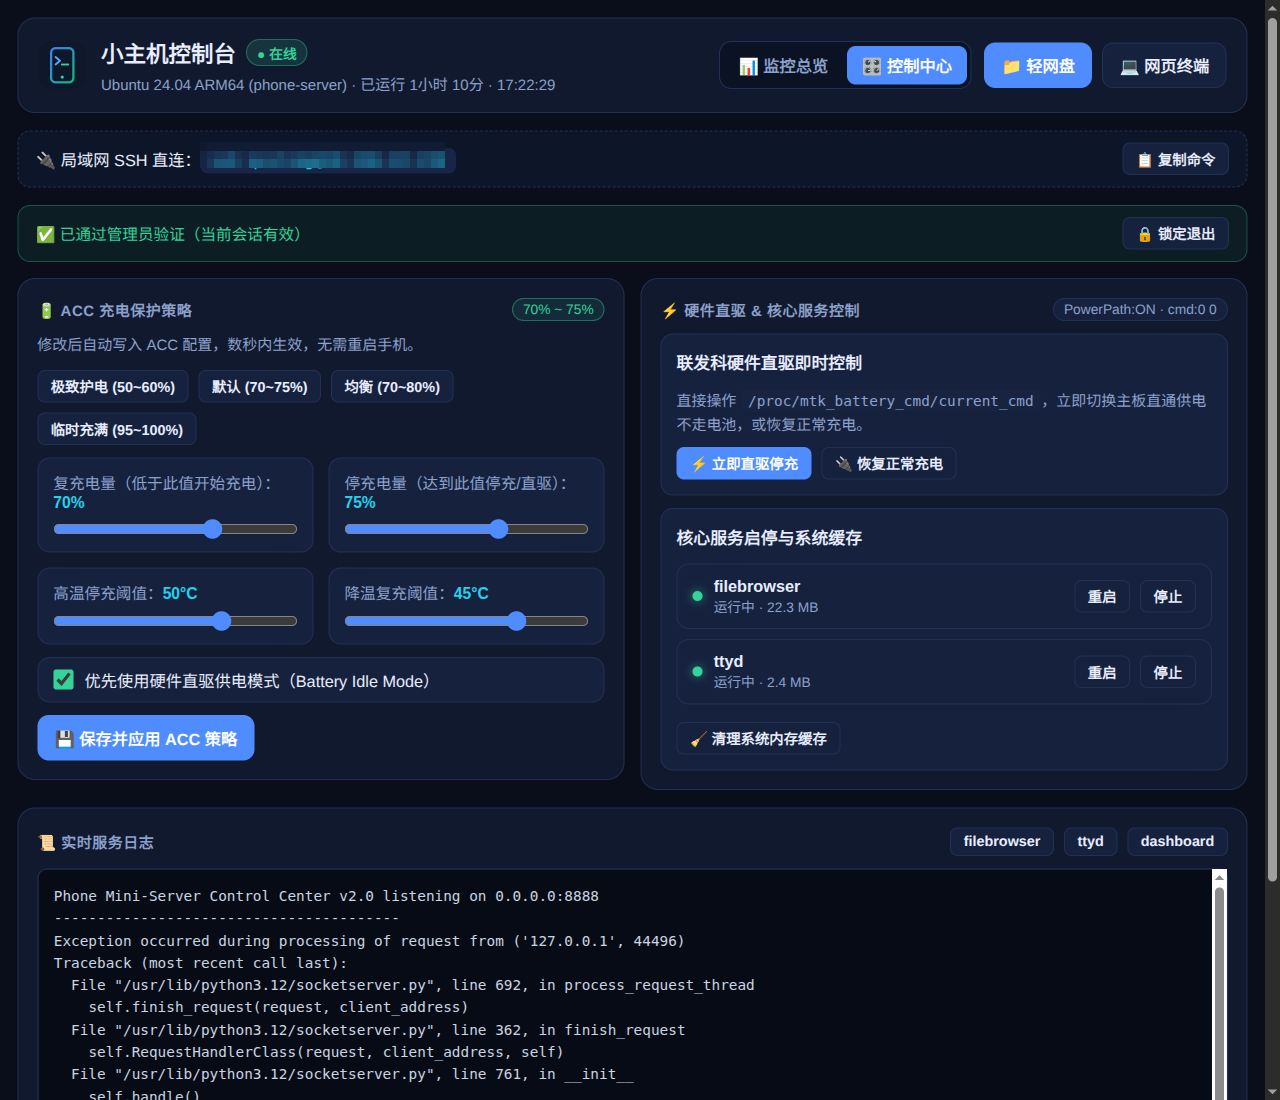 小主机控制台
● 在线
Ubuntu 24.04 ARM64 (phone-server) · 已运行 1小时 10分 · 17:22:29
📊 监控总览
🎛️ 控制中心
📁 轻网盘
💻 网页终端
🔌 局域网 SSH 直连：
📋 复制命令
✅ 已通过管理员验证（当前会话有效）
🔒 锁定退出
🔋 ACC 充电保护策略
70% ~ 75%
修改后自动写入 ACC 配置，数秒内生效，无需重启手机。
极致护电 (50~60%)
默认 (70~75%)
均衡 (70~80%)
临时充满 (95~100%)
复充电量（低于此值开始充电）：
70%
停充电量（达到此值停充/直驱）：
75%
高温停充阈值：50°C
降温复充阈值：45°C
优先使用硬件直驱供电模式（Battery Idle Mode）
💾 保存并应用 ACC 策略
⚡ 硬件直驱 & 核心服务控制
PowerPath:ON · cmd:0 0
联发科硬件直驱即时控制
直接操作 /proc/mtk_battery_cmd/current_cmd ，立即切换主板直通供电
不走电池，或恢复正常充电。
⚡ 立即直驱停充
🔌 恢复正常充电
核心服务启停与系统缓存
filebrowser
运行中 · 22.3 MB
重启
停止
ttyd
运行中 · 2.4 MB
重启
停止
🧹 清理系统内存缓存
📜 实时服务日志
filebrowser
ttyd
dashboard
Phone Mini-Server Control Center v2.0 listening on 0.0.0.0:8888
----------------------------------------
Exception occurred during processing of request from ('127.0.0.1', 44496)
Traceback (most recent call last):
  File "/usr/lib/python3.12/socketserver.py", line 692, in process_request_thread
    self.finish_request(request, client_address)
  File "/usr/lib/python3.12/socketserver.py", line 362, in finish_request
    self.RequestHandlerClass(request, client_address, self)
  File "/usr/lib/python3.12/socketserver.py", line 761, in __init__
    self.handle()